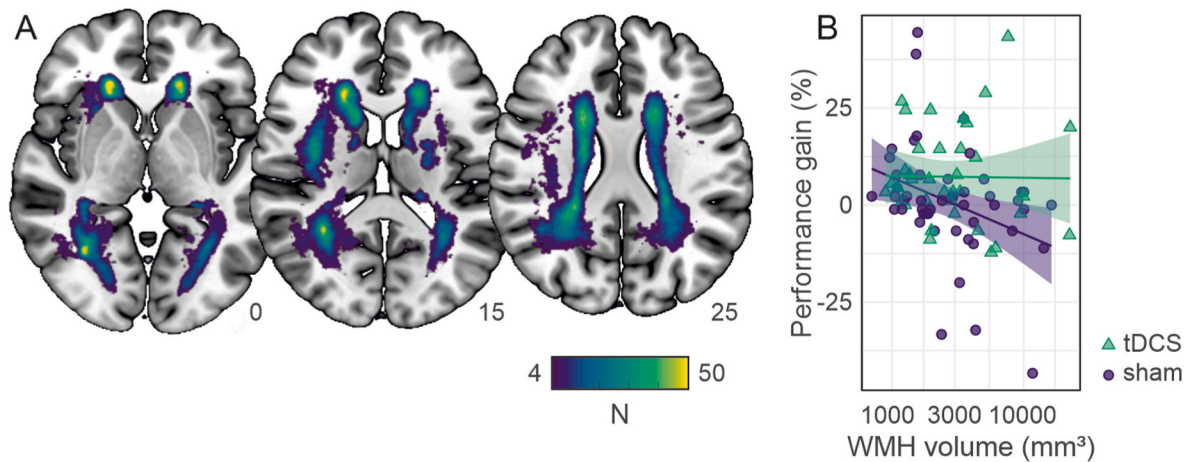 A
0
15
25
4
50
N
B
Performance gain (%)
25
0
-25
1000 3000 10000
WMH volume (mm³)
tDCS
sham